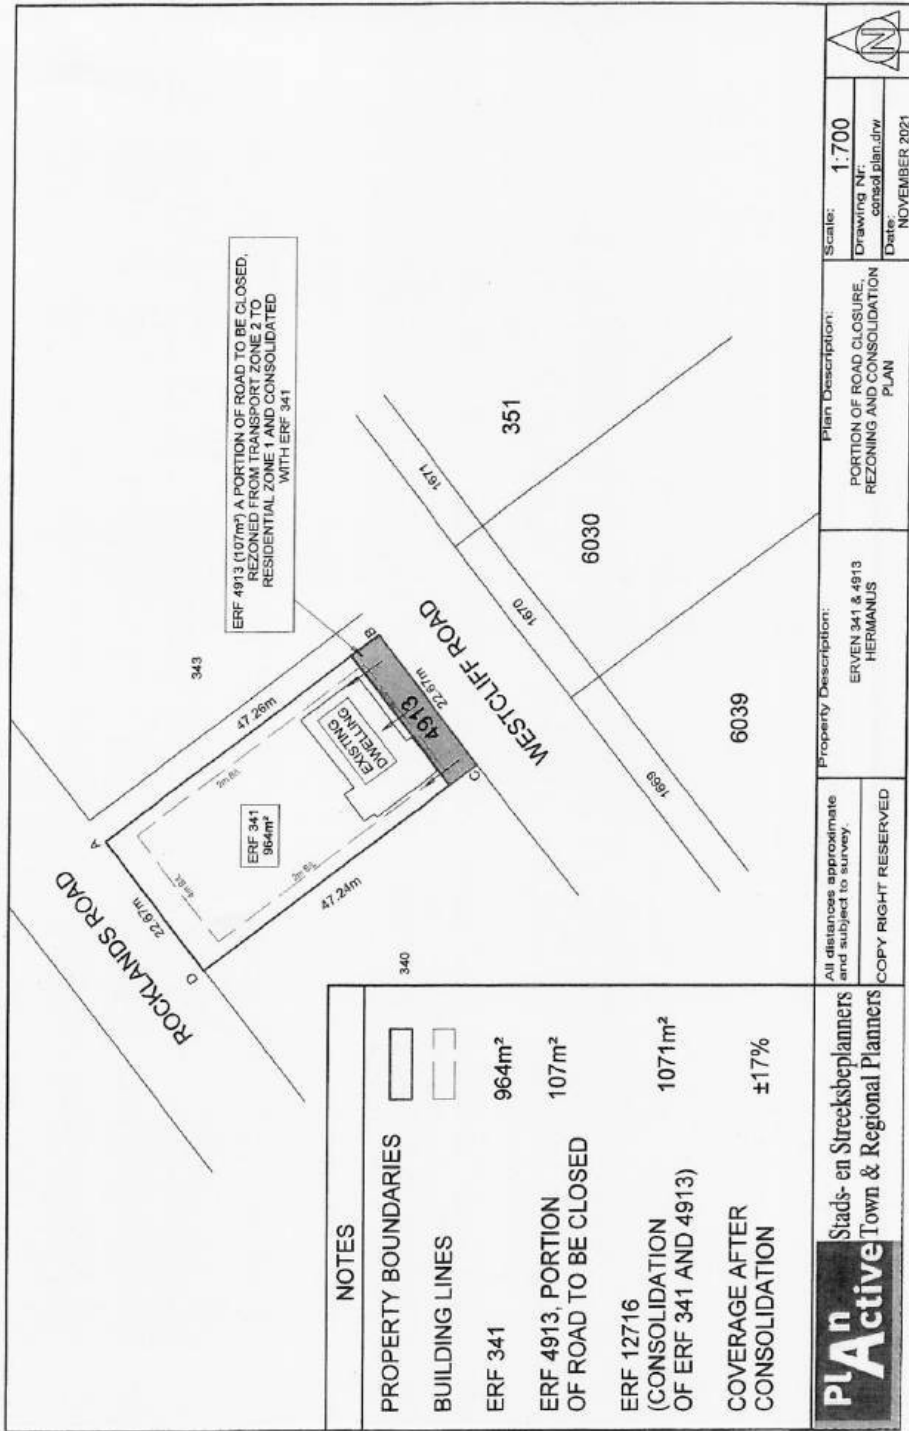 ERF 4913 (107m²) A PORTION OF ROAD TO BE CLOSED,
REZONED FROM TRANSPORT ZONE 2 TO
RESIDENTIAL ZONE 1 AND CONSOLIDATED
WITH ERF 341
343
ROCKLANDS ROAD
A
47.26m
B
22.67m
D
2m B/L
4m B/L
2m B/L
ERF 341
964m²
EXISTING
DWELLING
4913
22.67m
C
47.24m
340
WESTCLIFF ROAD
1671
1670
1669
351
6030
6039
NOTES
PROPERTY BOUNDARIES
BUILDING LINES
ERF 341 964m²
ERF 4913, PORTION 107m²
OF ROAD TO BE CLOSED
ERF 12716
(CONSOLIDATION 1071m²
OF ERF 341 AND 4913)
COVERAGE AFTER ±17%
CONSOLIDATION
Plan Active
Stads- en Streeksbeplanners
Town & Regional Planners
All distances approximate
and subject to survey.
COPY RIGHT RESERVED
Property Description:
ERVEN 341 & 4913
HERMANUS
Plan Description:
PORTION OF ROAD CLOSURE,
REZONING AND CONSOLIDATION
PLAN
Scale:
1:700
Drawing Nr:
consol plan.drw
Date:
NOVEMBER 2021
N